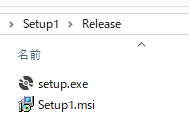 > Setup1 > Release
名前
setup.exe
Setup1.msi